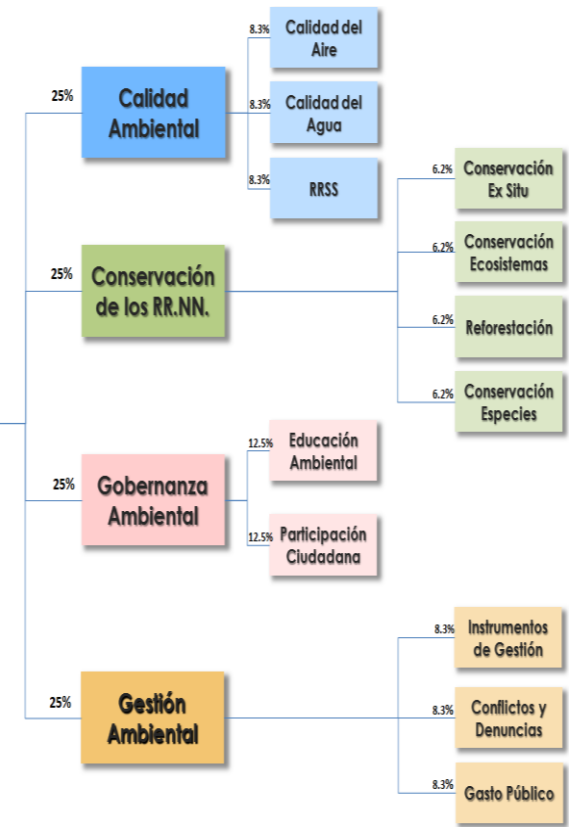 25%
Calidad
Ambiental
8.3%
Calidad del
Aire
8.3%
Calidad del
Agua
8.3%
RRSS
25%
Conservación
de los RR.NN.
6.2%
Conservación
Ex Situ
6.2%
Conservación
Ecosistemas
6.2%
Reforestación
6.2%
Conservación
Especies
25%
Gobernanza
Ambiental
12.5%
Educación
Ambiental
12.5%
Participación
Ciudadana
25%
Gestión
Ambiental
8.3%
Instrumentos
de Gestión
8.3%
Conflictos y
Denuncias
8.3%
Gasto Público